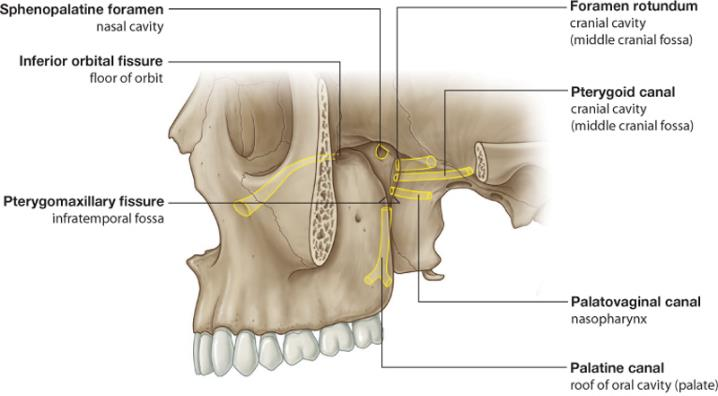 Sphenopalatine foramen
nasal cavity
Inferior orbital fissure
floor of orbit
Pterygomaxillary fissure
infratemporal fossa
Foramen rotundum
cranial cavity
(middle cranial fossa)
Pterygoid canal
cranial cavity
(middle cranial fossa)
Palatovaginal canal
nasopharynx
Palatine canal
roof of oral cavity (palate)